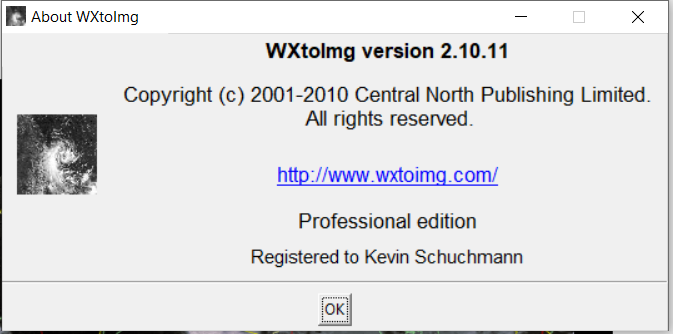 About WXtoImg
WXtoImg version 2.10.11
Copyright (c) 2001-2010 Central North Publishing Limited.
All rights reserved.
http://www.wxtoimg.com/
Professional edition
Registered to Kevin Schuchmann
OK